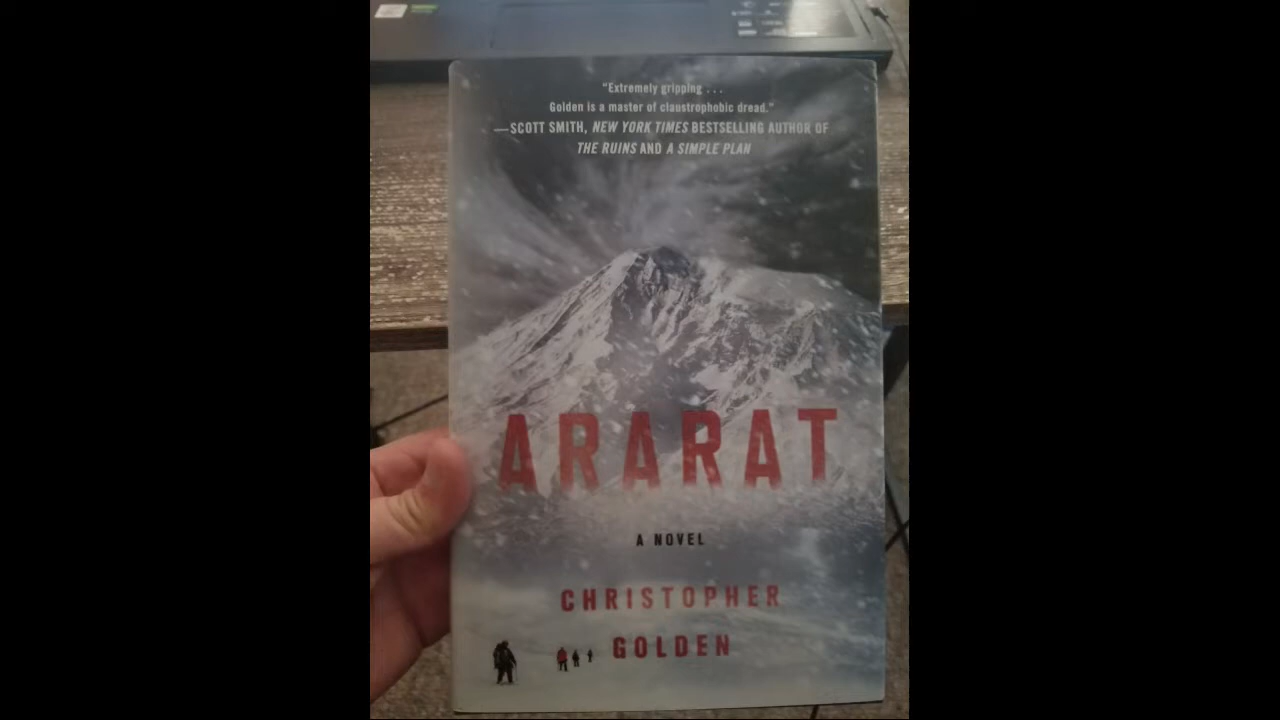 "Extremely gripping . . .
Golden is a master of claustrophobic dread."
—SCOTT SMITH, NEW YORK TIMES BESTSELLING AUTHOR OF
THE RUINS AND A SIMPLE PLAN
ARARAT
A NOVEL
CHRISTOPHER
GOLDEN